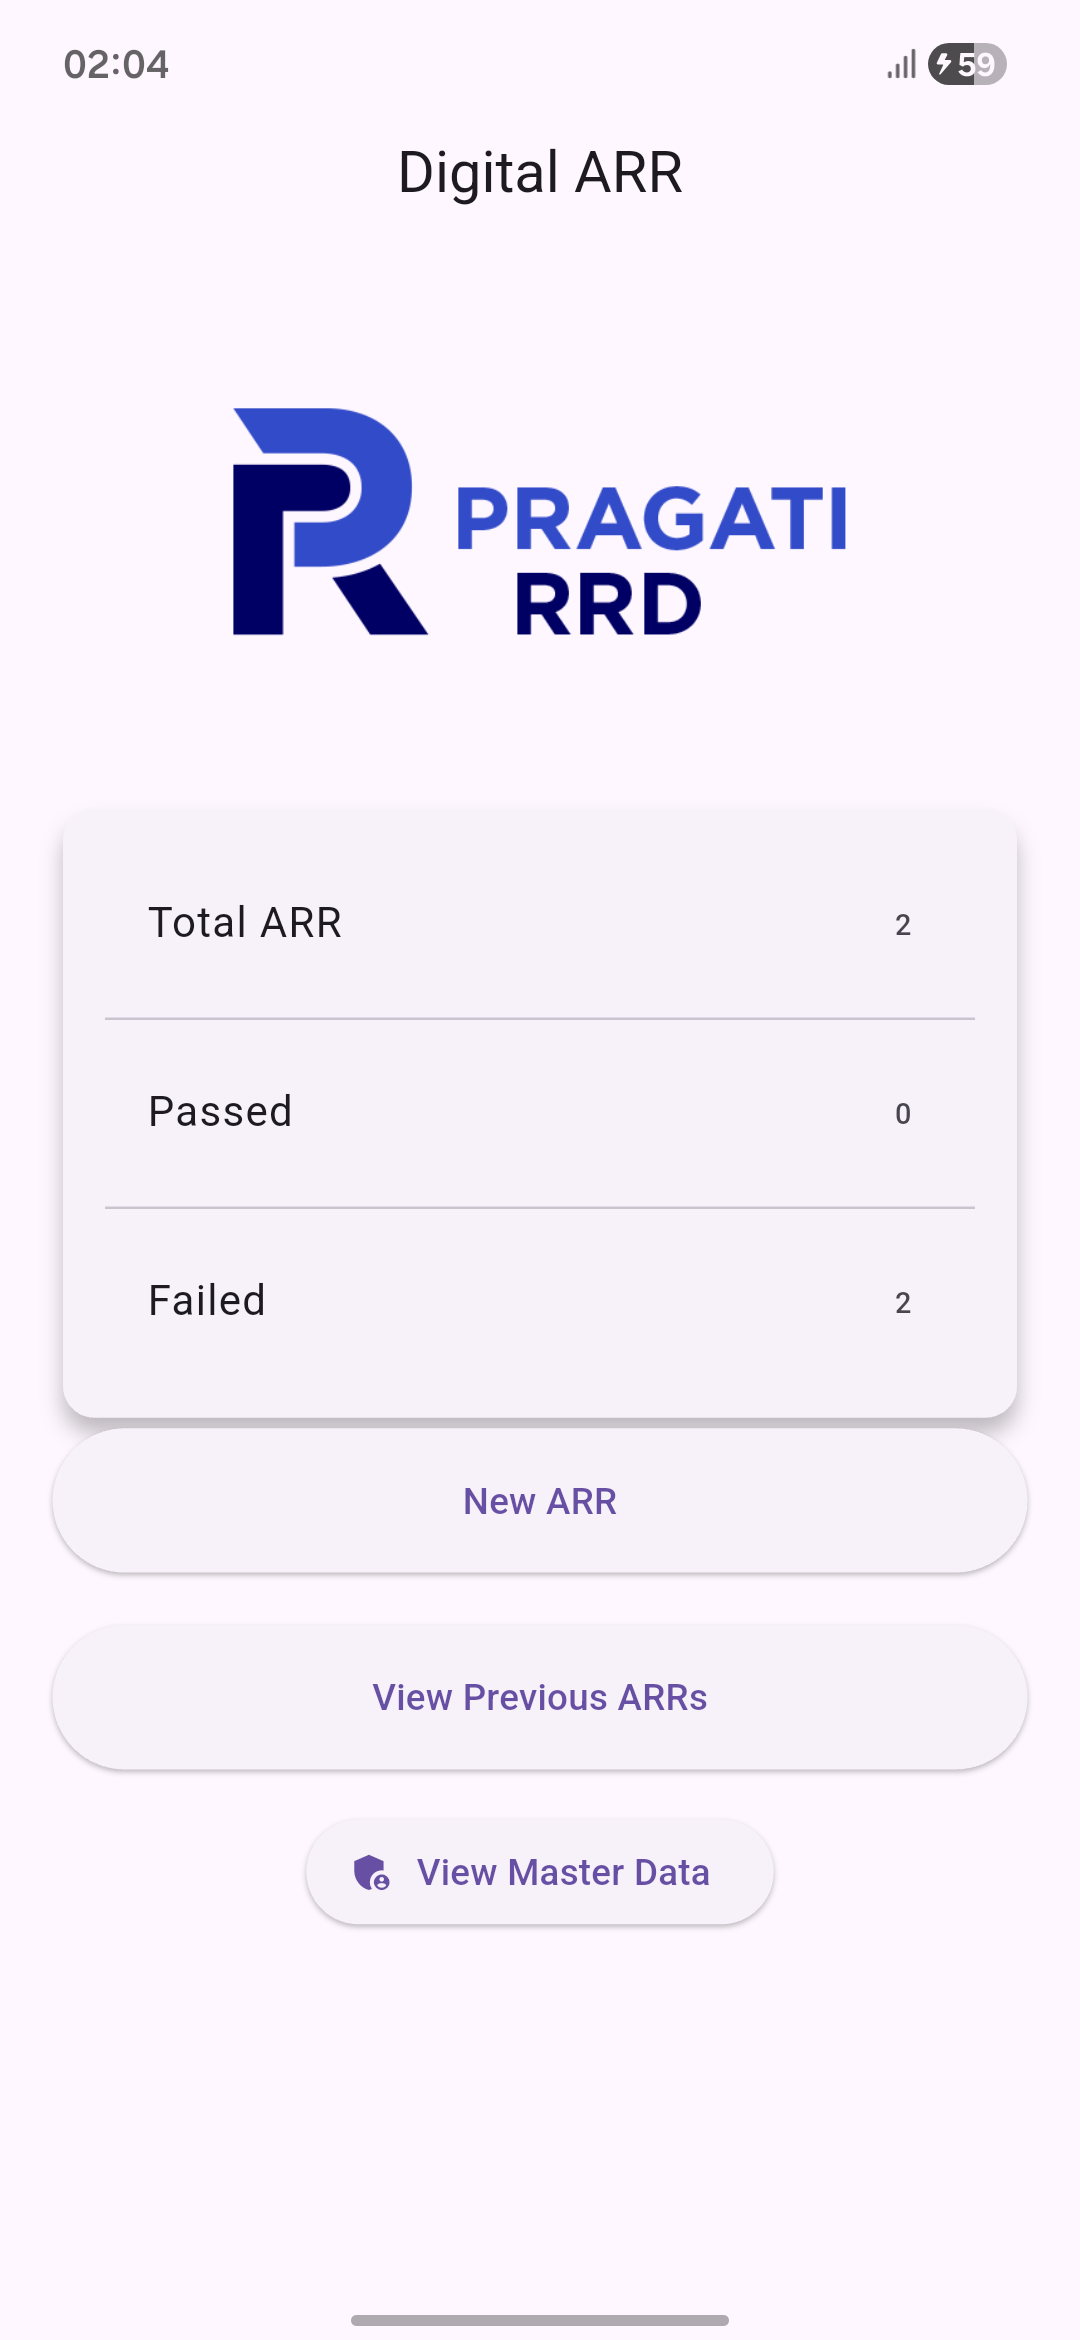 02:04
59
Digital ARR
PRAGATI
RRD
Total ARR 2
Passed 0
Failed 2
New ARR
View Previous ARRs
View Master Data